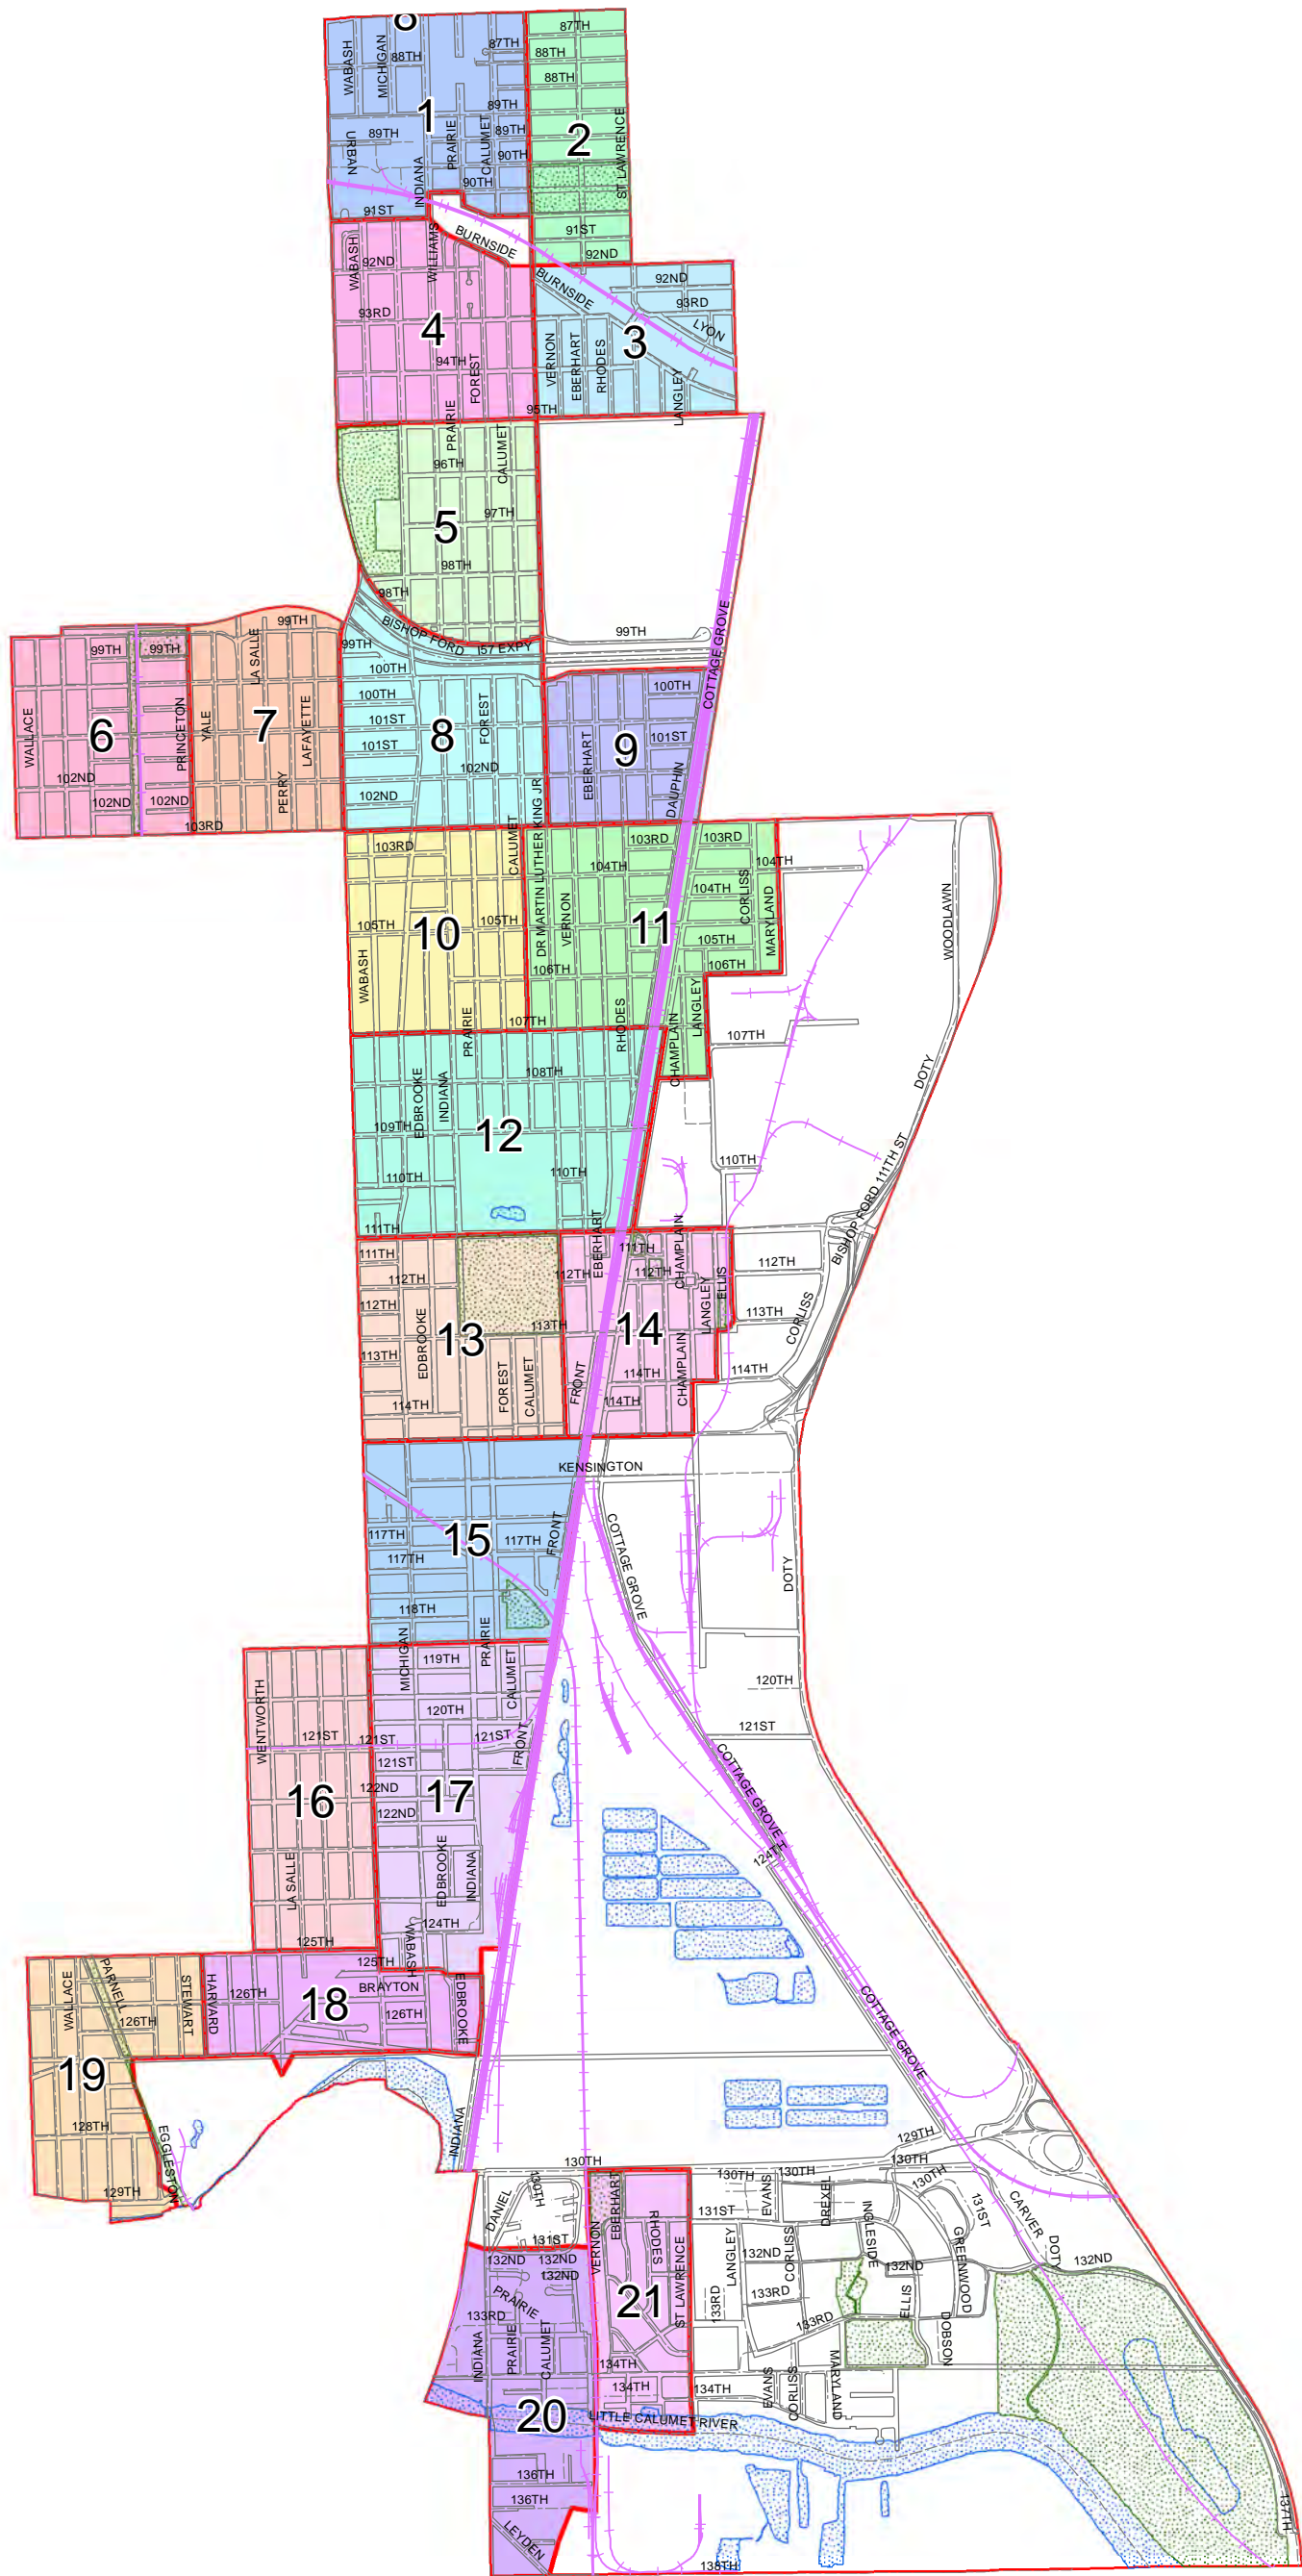 8
87TH
87TH
WABASH
MICHIGAN
88TH
88TH
88TH
1
89TH
89TH
89TH
URBAN
PRAIRIE
CALUMET
2
ST LAWRENCE
90TH
90TH
INDIANA
91ST
91ST
BURNSIDE
92ND
WABASH
92ND
WILLIAMS
BURNSIDE
92ND
93RD
93RD
LYON
4
3
94TH
FOREST
VERNON
EBERHART
RHODES
LANGLEY
95TH
PRAIRIE
CALUMET
96TH
97TH
5
98TH
98TH
BISHOP FORD
I57 EXPY
99TH
COTTAGE GROVE
99TH
99TH
99TH
99TH
LA SALLE
100TH
100TH
100TH
WALLACE
6
PRINCETON
YALE
7
LAFAYETTE
101ST
101ST
8
FOREST
9
101ST
EBERHART
DAUPHIN
102ND
102ND
102ND
102ND
102ND
PERRY
103RD
DR MARTIN LUTHER KING JR
CALUMET
103RD
103RD
103RD
104TH
104TH
104TH
CORLISS
MARYLAND
WOODLAWN
105TH
10
105TH
VERNON
11
105TH
106TH
106TH
WABASH
LANGLEY
107TH
107TH
PRAIRIE
RHODES
CHAMPLAIN
DOTY
108TH
EDBROOKE
INDIANA
109TH
12
110TH
110TH
110TH
BISHOP FORD 111TH ST
111TH
EBERHART
111TH
CHAMPLAIN
111TH
112TH
112TH
112TH
112TH
112TH
LANGLEY
ELLIS
113TH
13
14
113TH
113TH
CORLISS
EDBROOKE
FOREST
CALUMET
FRONT
114TH
114TH
CHAMPLAIN
114TH
114TH
KENSINGTON
15
117TH
117TH
117TH
FRONT
COTTAGE GROVE
DOTY
118TH
MICHIGAN
PRAIRIE
119TH
CALUMET
120TH
120TH
WENTWORTH
121ST
121ST
121ST
121ST
121ST
FRONT
16
122ND
17
122ND
COTTAGE GROVE
124TH
LA SALLE
EDBROOKE
INDIANA
124TH
125TH
WABASH
125TH
WALLACE
PARNELL
STEWART
HARVARD
126TH
18
BRAYTON
126TH
EDBROOKE
126TH
COTTAGE GROVE
19
128TH
EGGLESTON
129TH
INDIANA
129TH
130TH
130TH
130TH
130TH
130TH
130TH
DANIEL
EBERHART
EVANS
DREXEL
INGLESIDE
131ST
CARVER
131ST
131ST
VERNON
RHODES
ST LAWRENCE
LANGLEY
CORLISS
GREENWOOD
DOTY
132ND
132ND
132ND
132ND
132ND
132ND
PRAIRIE
133RD
21
133RD
133RD
133RD
ELLIS
DOBSON
INDIANA
PRAIRIE
CALUMET
134TH
134TH
134TH
EVANS
CORLISS
MARYLAND
20
LITTLE CALUMET RIVER
136TH
136TH
LEYDEN
137TH
138TH